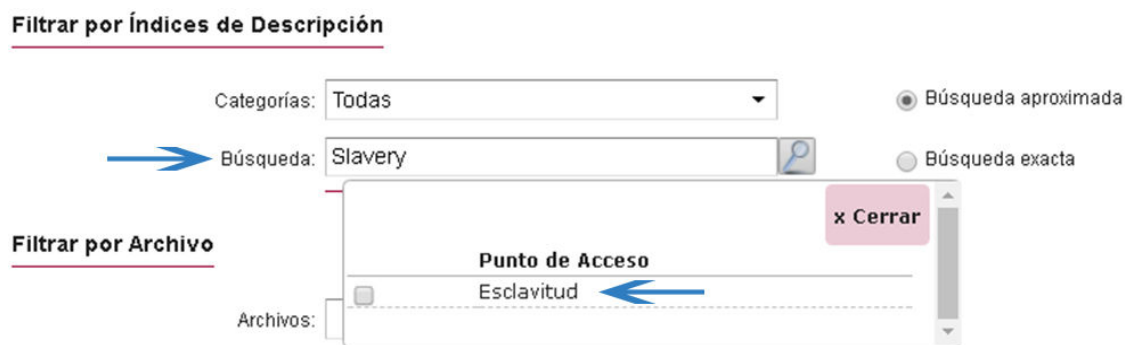 Filtrar por Índices de Descripción
Categorías: Todas
Búsqueda aproximada
Búsqueda: Slavery
Búsqueda exacta
x Cerrar
Filtrar por Archivo
Punto de Acceso
Esclavitud
Archivos: